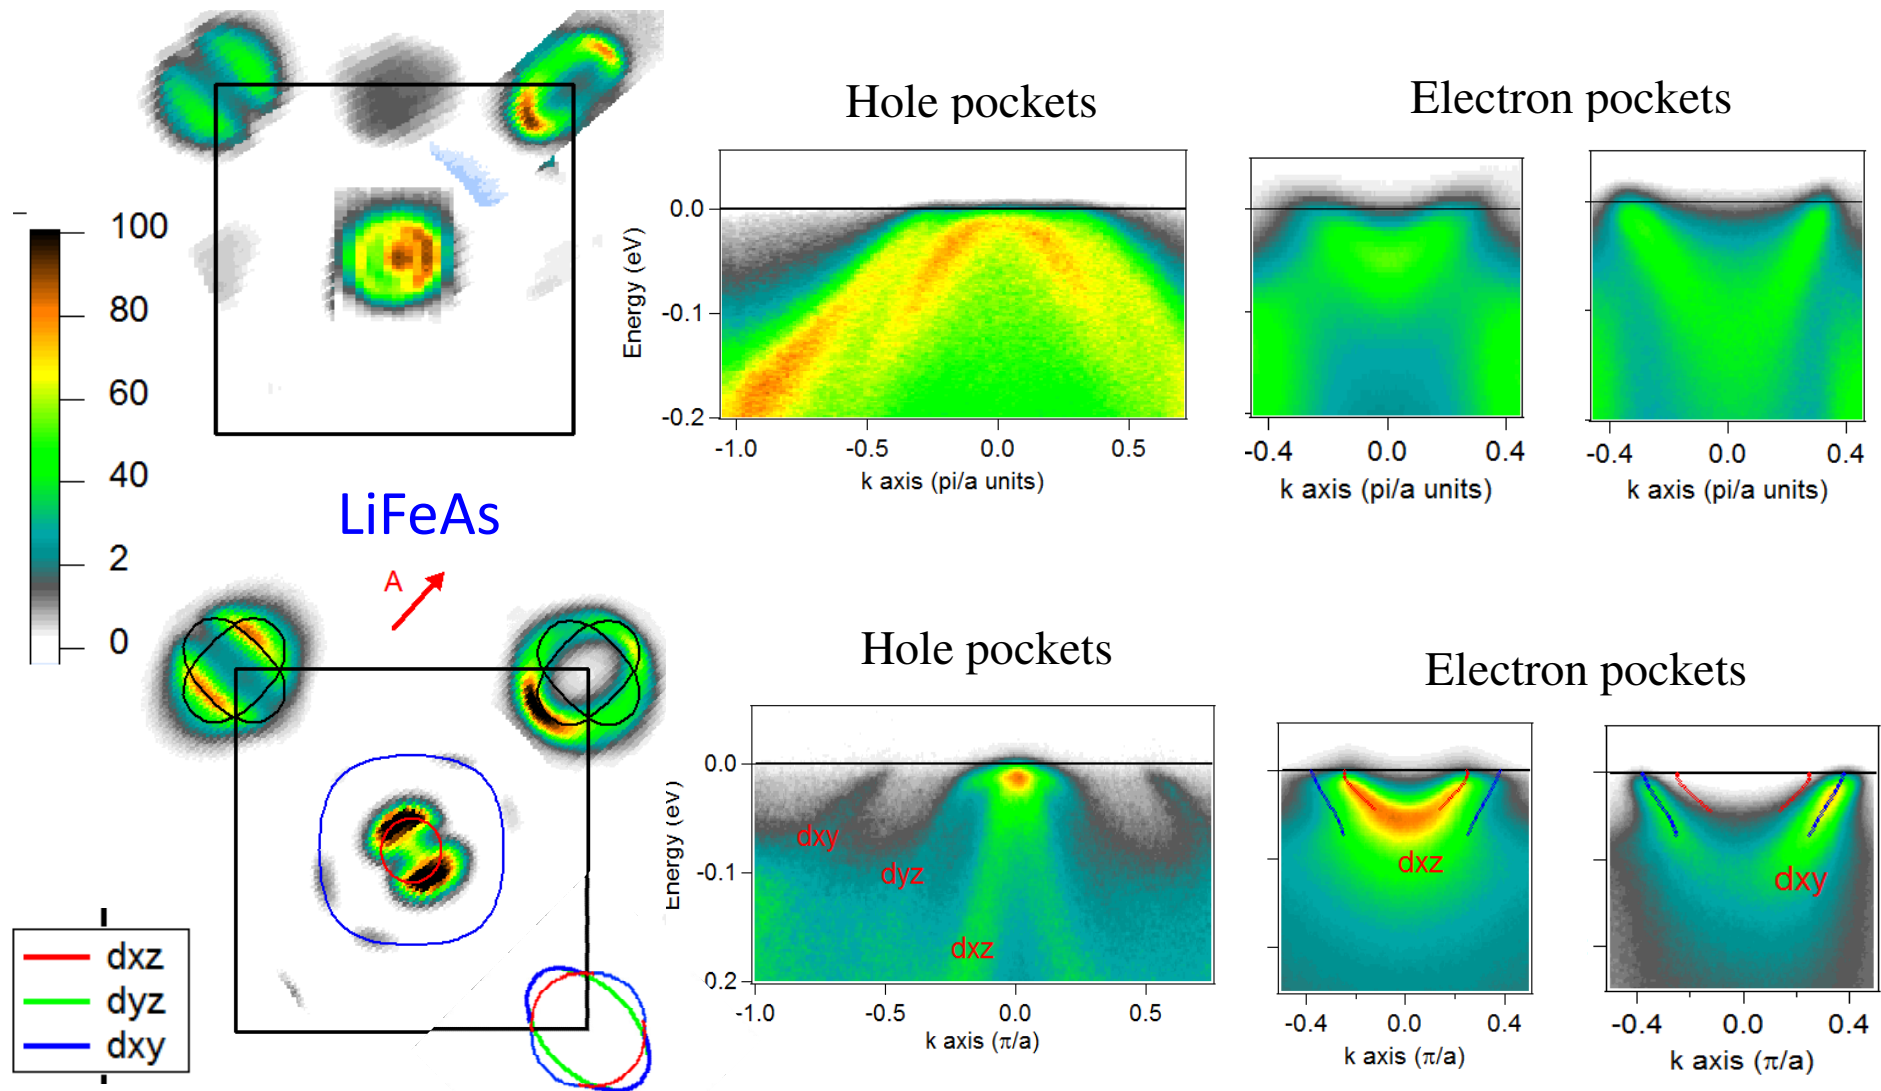 Hole pockets
Electron pockets
100
80
60
40
2
0
0.0
-0.1
-0.2
Energy (eV)
-1.0 -0.5 0.0 0.5
k axis (pi/a units)
-0.4 0.0 0.4
k axis (pi/a units)
-0.4 0.0 0.4
k axis (pi/a units)
LiFeAs
A
Hole pockets
Electron pockets
0.0
-0.1
0.2
Energy (eV)
dxy
dyz
dxz
-1.0 -0.5 0.0 0.5
k axis (π/a)
dxz
-0.4 0.0 0.4
k axis (π/a)
dxy
-0.4 0.0 0.4
k axis (π/a)
dxz
dyz
dxy